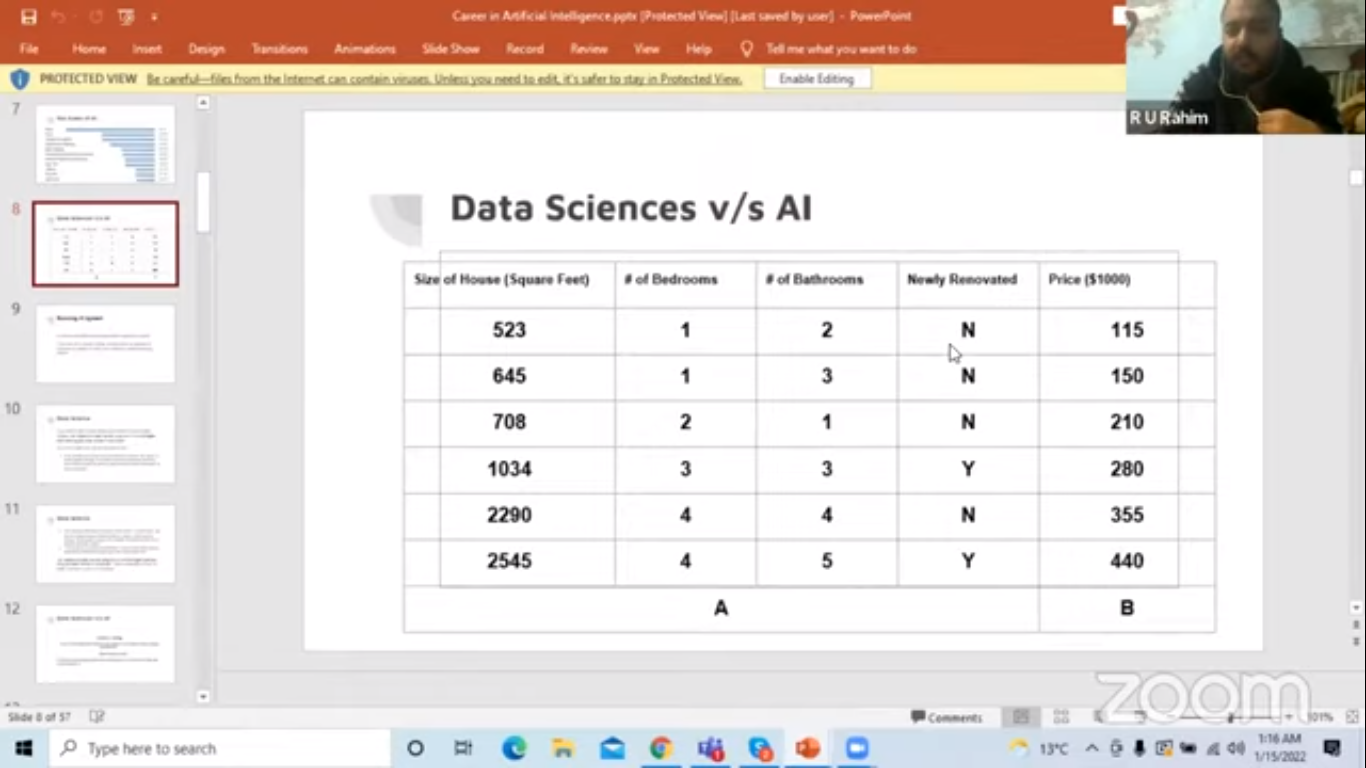 Career in Artificial Intelligence.pptx [Protected View] [Last saved by user] - PowerPoint
File Home Insert Design Transitions Animations Slide Show Record Review View Help Tell me what you want to do
PROTECTED VIEW Be careful—files from the Internet can contain viruses. Unless you need to edit, it's safer to stay in Protected View. Enable Editing
R U Rahim
7
8
9
10
11
12
Data Sciences v/s AI
Size of House (Square Feet) # of Bedrooms # of Bathrooms Newly Renovated Price ($1000)
523 1 2 N 115
645 1 3 N 150
708 2 1 N 210
1034 3 3 Y 280
2290 4 4 N 355
2545 4 5 Y 440
A B
zoom
Slide 8 of 57 Comments 101%
Type here to search 13°C 1:16 AM
1/15/2022